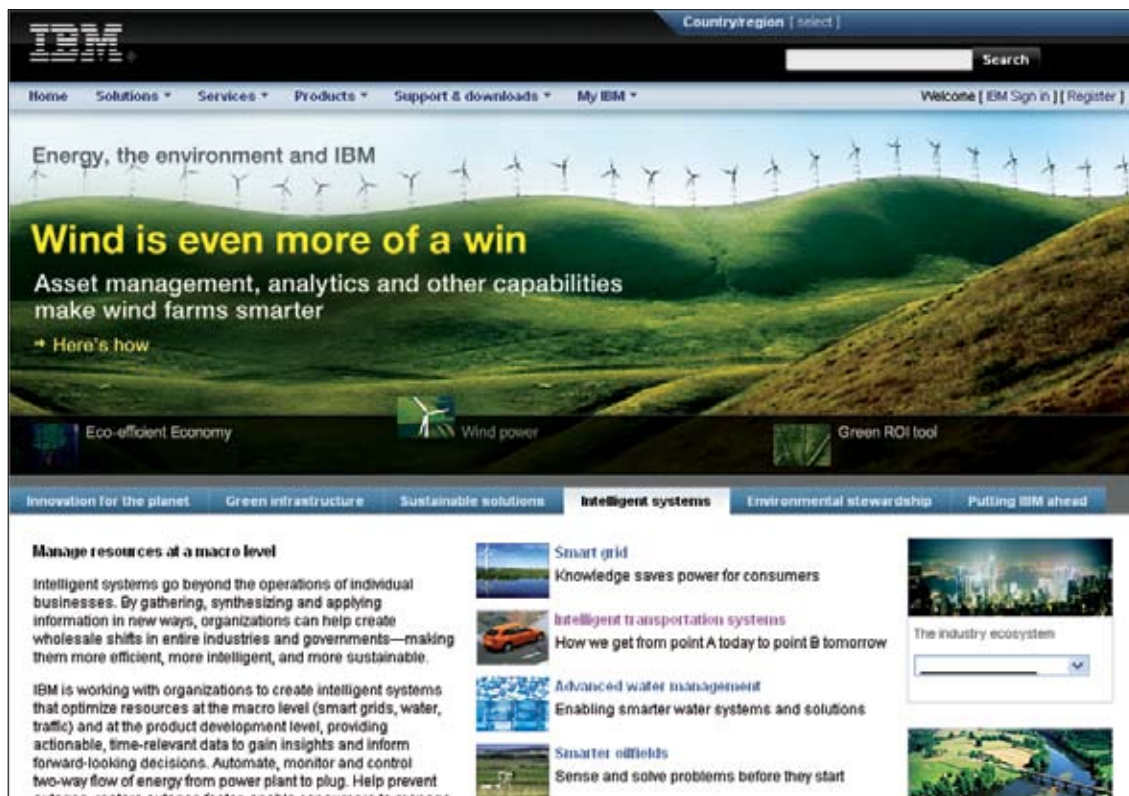 Country/region [ select ]
IBM
Search
Home Solutions Services Products Support & downloads My IBM Welcome [ IBM Sign in ] [ Register ]
Energy, the environment and IBM
Wind is even more of a win
Asset management, analytics and other capabilities
make wind farms smarter
→ Here's how
Eco-efficient Economy Wind power Green ROI tool
Innovation for the planet Green infrastructure Sustainable solutions Intelligent systems Environmental stewardship Putting IBM ahead
Manage resources at a macro level
Intelligent systems go beyond the operations of individual
businesses. By gathering, synthesizing and applying
information in new ways, organizations can help create
wholesale shifts in entire industries and governments—making
them more efficient, more intelligent, and more sustainable.
IBM is working with organizations to create intelligent systems
that optimize resources at the macro level (smart grids, water,
traffic) and at the product development level, providing
actionable, time-relevant data to gain insights and inform
forward-looking decisions. Automate, monitor and control
two-way flow of energy from power plant to plug. Help prevent
Smart grid
Knowledge saves power for consumers
Intelligent transportation systems
How we get from point A today to point B tomorrow
Advanced water management
Enabling smarter water systems and solutions
Smarter oilfields
Sense and solve problems before they start
The industry ecosystem